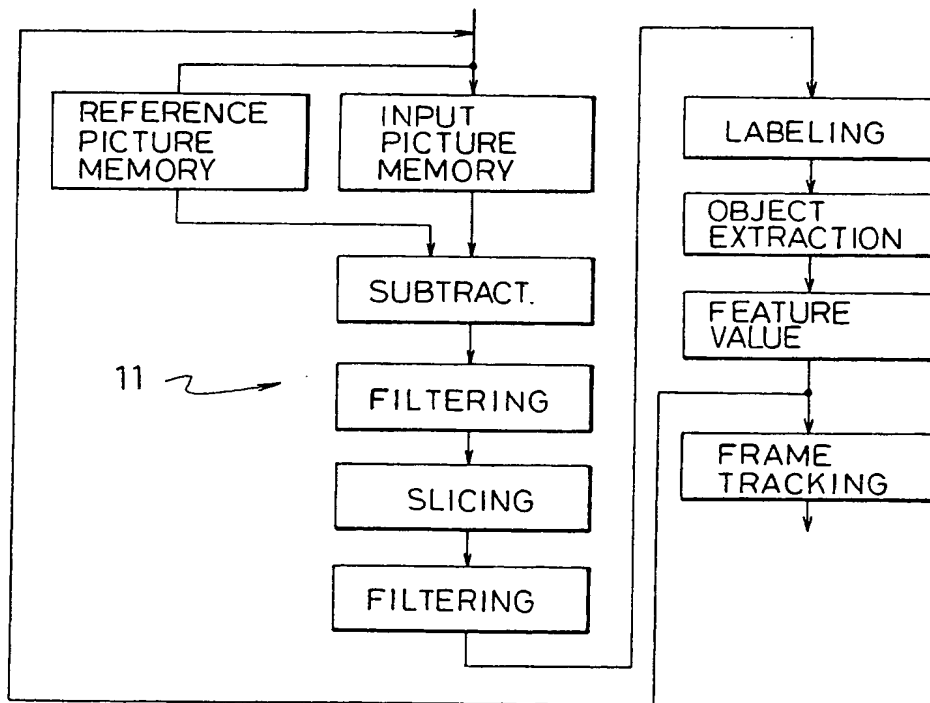 REFERENCE
PICTURE
MEMORY
INPUT
PICTURE
MEMORY
SUBTRACT.
11
FILTERING
SLICING
FILTERING
LABELING
OBJECT
EXTRACTION
FEATURE
VALUE
FRAME
TRACKING